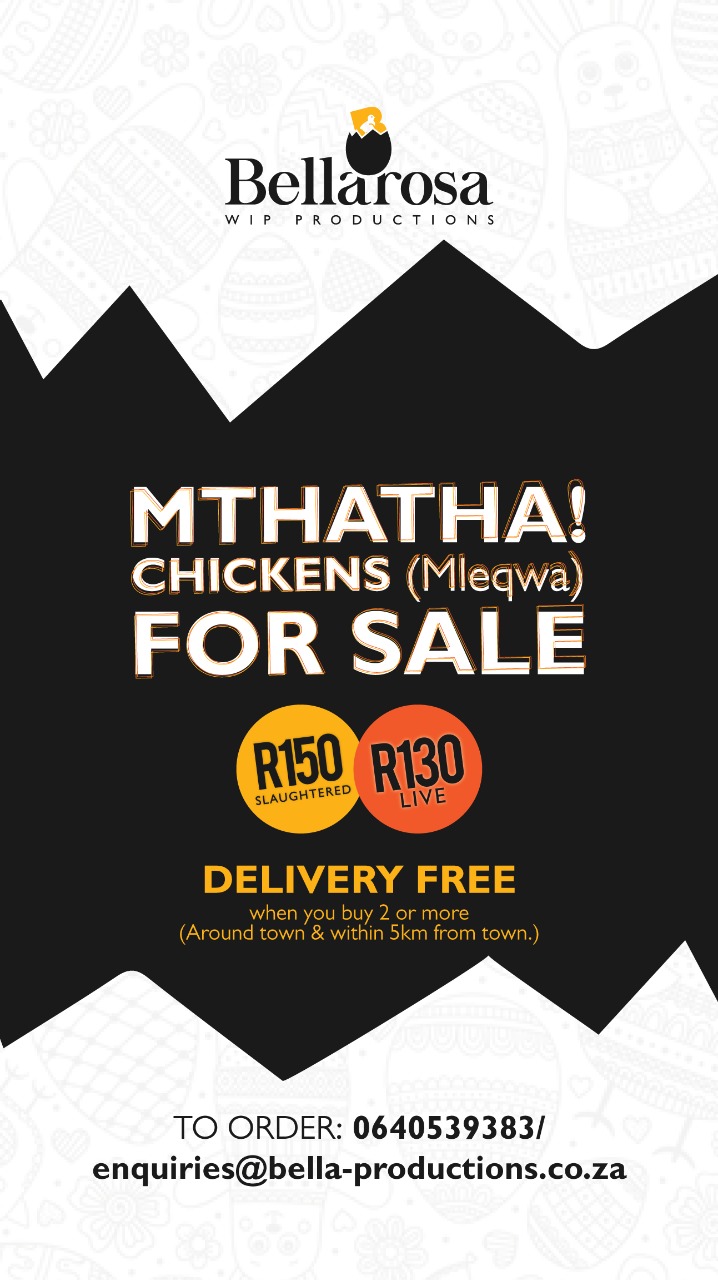 Bellarosa
WIP PRODUCTIONS
MTHATHA!
CHICKENS (Mleqwa)
FOR SALE
R150
SLAUGHTERED
R130
LIVE
DELIVERY FREE
when you buy 2 or more
(Around town & within 5km from town.)
TO ORDER: 0640539383/
enquiries@bella-productions.co.za